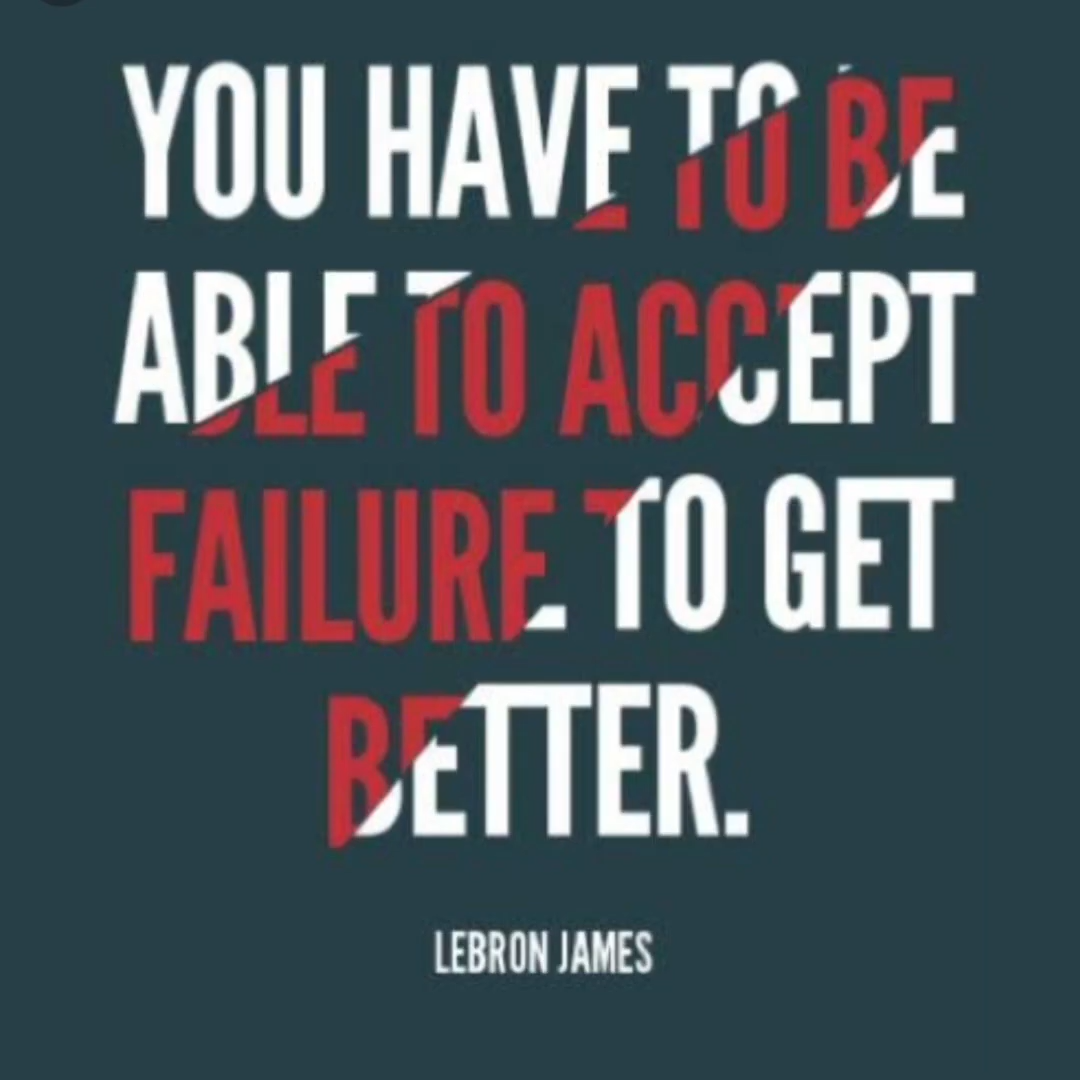 YOU HAVE TO BE
ABLE TO ACCEPT
FAILURE TO GET
BETTER.
LEBRON JAMES